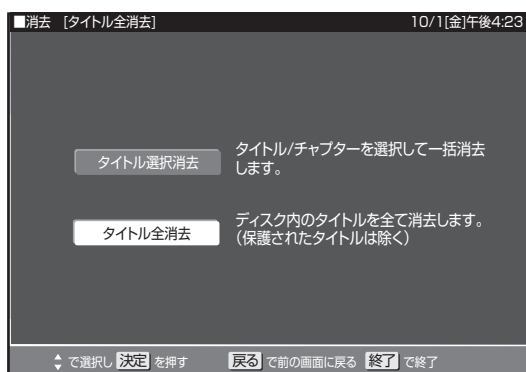 ■消去 [タイトル全消去] 10/1[金]午後4:23
タイトル選択消去
タイトル/チャプターを選択して一括消去
します。
タイトル全消去
ディスク内のタイトルを全て消去します。
(保護されたタイトルは除く)
で選択し 決定 を押す 戻る で前の画面に戻る 終了 で終了